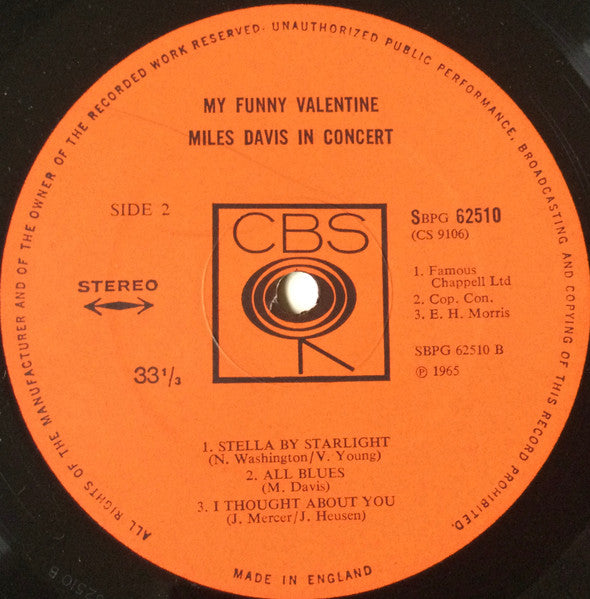 ALL RIGHTS OF THE MANUFACTURER AND OF THE OWNER OF THE RECORDED WORK RESERVED. UNAUTHORIZED PUBLIC PERFORMANCE, BROADCASTING AND COPYING OF THIS RECORD PROHIBITED.
MY FUNNY VALENTINE
MILES DAVIS IN CONCERT
SIDE 2
CBS
SBPG 62510
(CS 9106)
STEREO
1. Famous
Chappell Ltd
2. Cop. Con.
3. E. H. Morris
33 1/3
SBPG 62510 B
℗ 1965
1. STELLA BY STARLIGHT
(N. Washington/V. Young)
2. ALL BLUES
(M. Davis)
3. I THOUGHT ABOUT YOU
(J. Mercer/J. Heusen)
MADE IN ENGLAND
62510 B